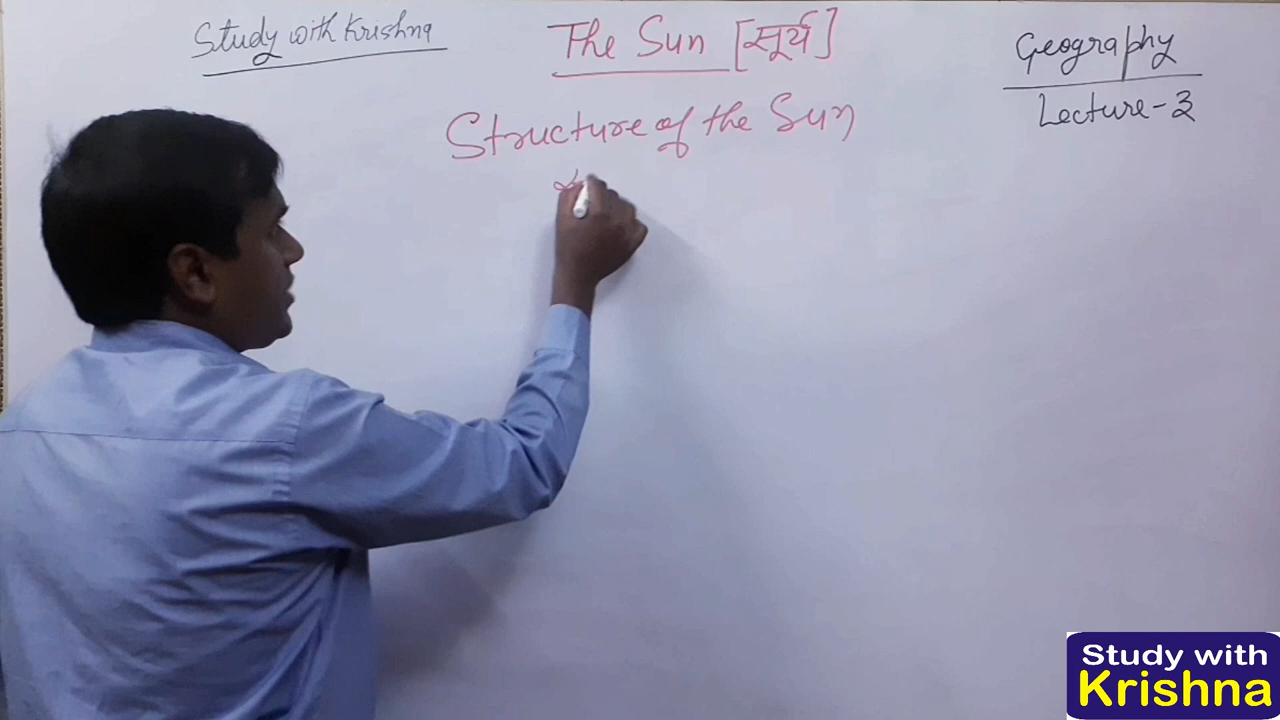 Study with Krishna
The Sun [सूर्य]
Geography
Lecture-3
Structure of the Sun
Study with
Krishna